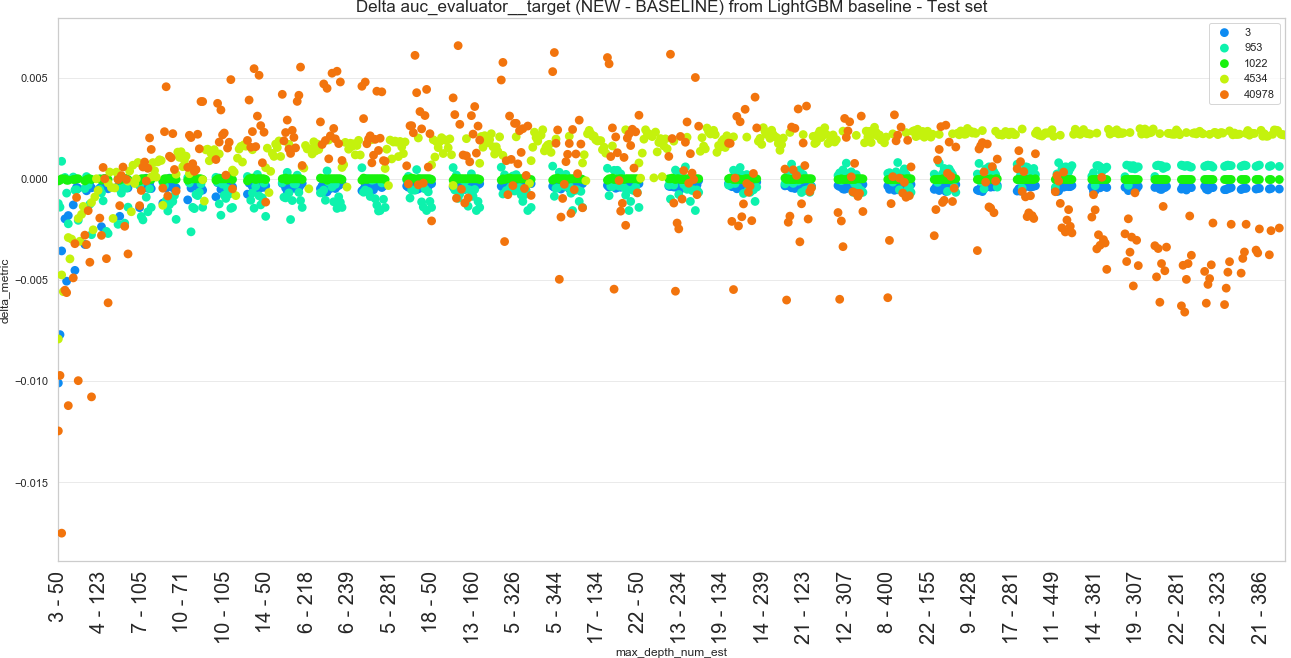 Delta auc_evaluator__target (NEW - BASELINE) from LightGBM baseline - Test set
3
953
1022
4534
40978
delta_metric
0.005
0.000
−0.005
−0.010
−0.015
3 - 50
4 - 123
7 - 105
10 - 71
10 - 105
14 - 50
6 - 218
6 - 239
5 - 281
18 - 50
13 - 160
5 - 326
5 - 344
17 - 134
22 - 50
13 - 234
19 - 134
14 - 239
21 - 123
12 - 307
8 - 400
22 - 155
9 - 428
17 - 281
11 - 449
14 - 381
19 - 307
22 - 281
22 - 323
21 - 386
max_depth_num_est